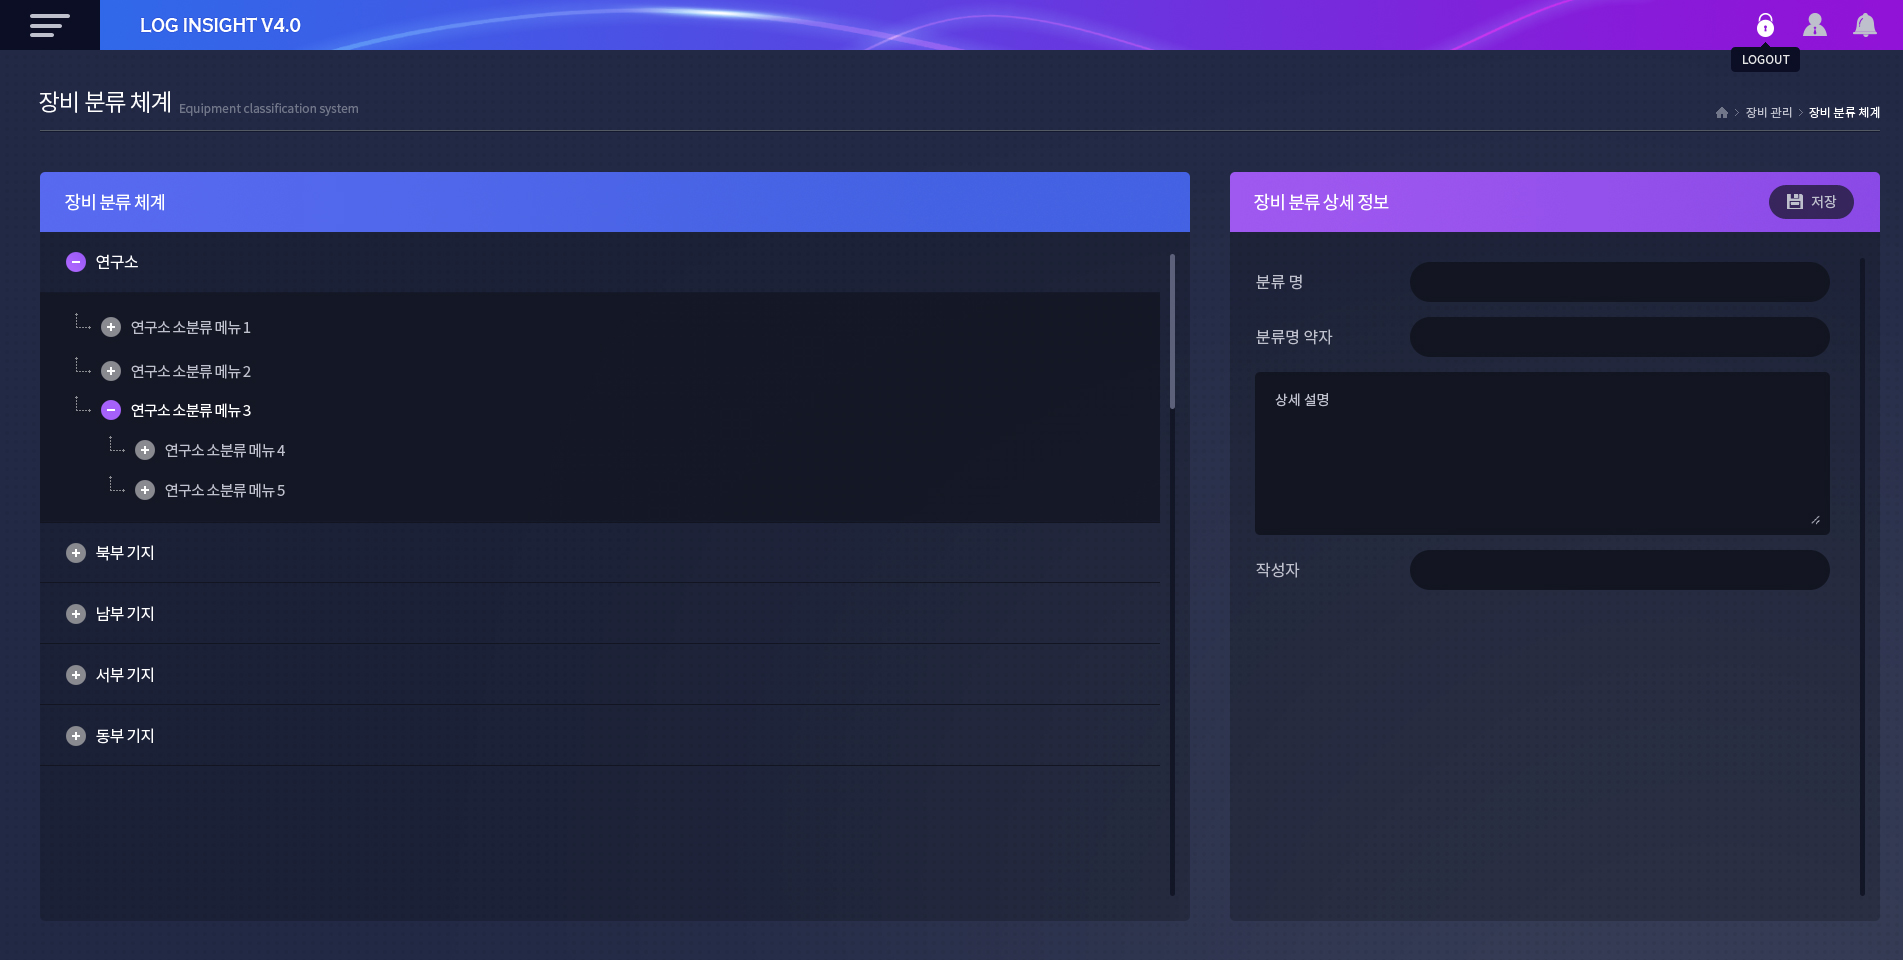 LOG INSIGHT V4.0
LOGOUT
장비 분류 체계 Equipment classification system
장비 관리 > 장비 분류 체계
장비 분류 체계
연구소
연구소 소분류 메뉴 1
연구소 소분류 메뉴 2
연구소 소분류 메뉴 3
연구소 소분류 메뉴 4
연구소 소분류 메뉴 5
북부 기지
남부 기지
서부 기지
동부 기지
장비 분류 상세 정보
저장
분류 명
분류명 약자
상세 설명
작성자